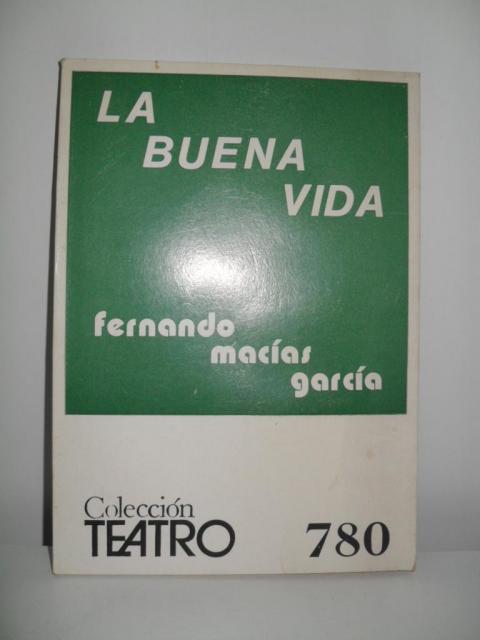 LA
BUENA
VIDA
fernando
macías
garcía
Colección
TEATRO
780